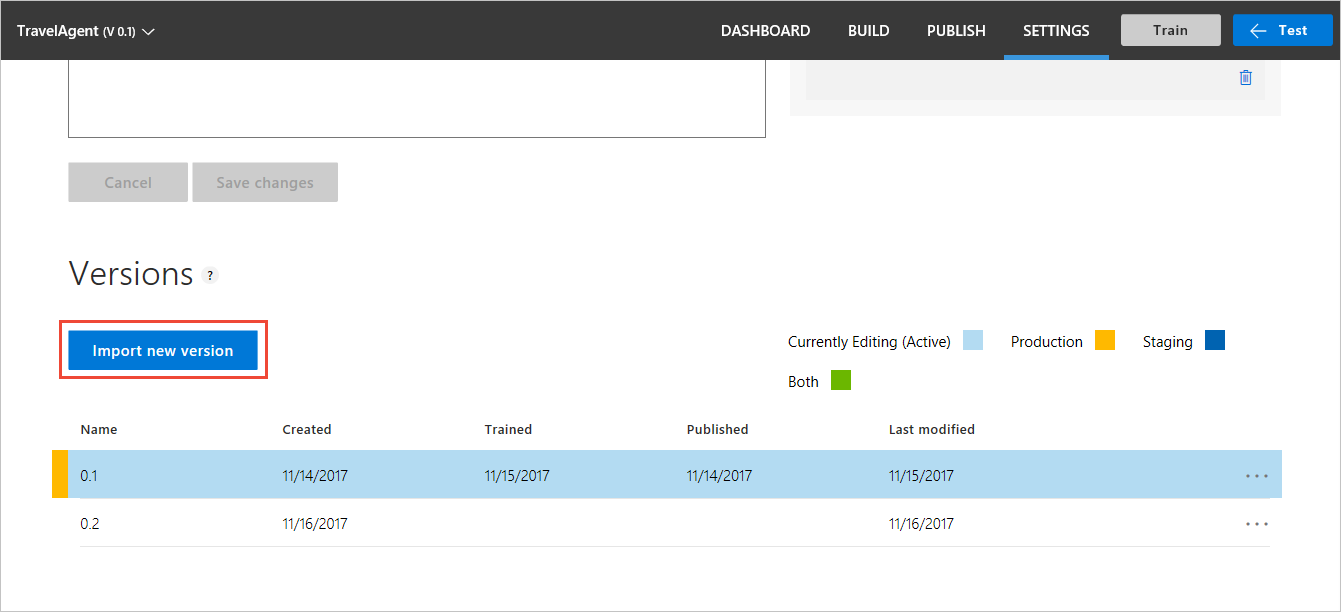 TravelAgent (V 0.1) DASHBOARD BUILD PUBLISH SETTINGS Train Test
Cancel Save changes
Versions ?
Import new version
Currently Editing (Active) Production Staging
Both
Name Created Trained Published Last modified
0.1 11/14/2017 11/15/2017 11/14/2017 11/15/2017 ...
0.2 11/16/2017 11/16/2017 ...